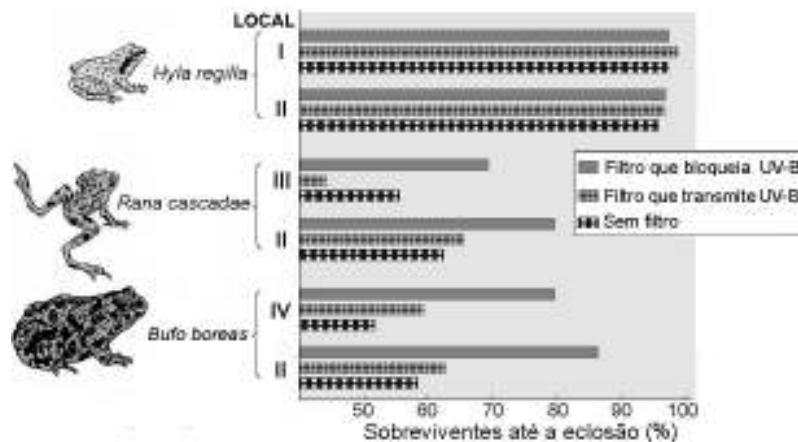 LOCAL
Hyla regilla
I
II
Rana cascadae
III
II
Bufo boreas
IV
II
Filtro que bloqueia UV-B
Filtro que transmite UV-B
Sem filtro
50 60 70 80 90 100
Sobreviventes até a eclosão (%)